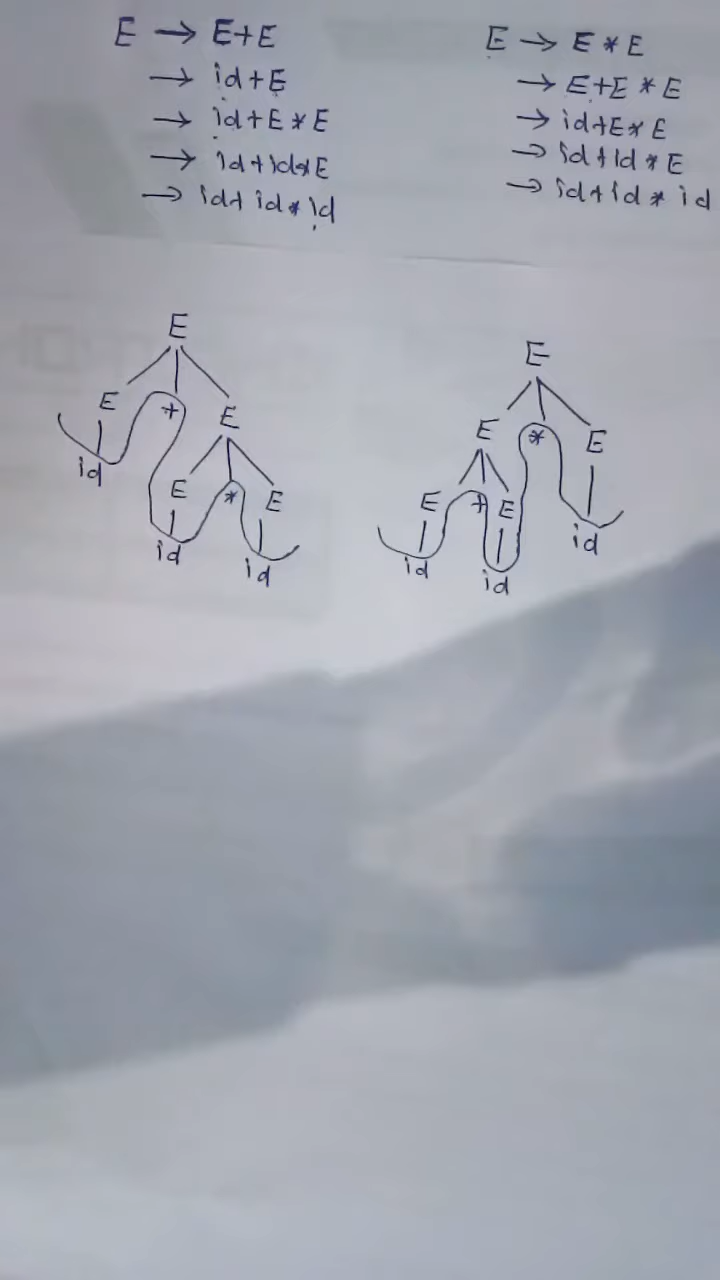 E → E+E
→ id+E
→ id+E*E
→ id+id*E
→ id+id*id
E → E*E
→ E+E*E
→ id+E*E
→ id+id*E
→ id+id*id
E
E + E
id E * E
id id
E
E * E
E + E id
id id